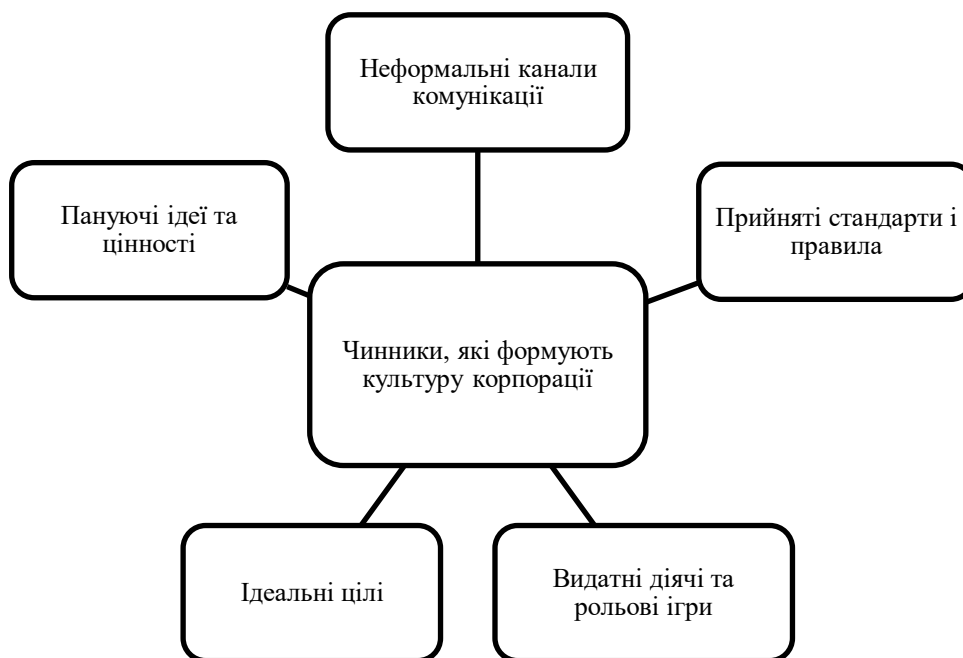 Неформальні канали
комунікації
Пануючі ідеї та
цінності
Прийняті стандарти і
правила
Чинники, які формують
культуру корпорації
Ідеальні цілі
Видатні діячі та
рольові ігри